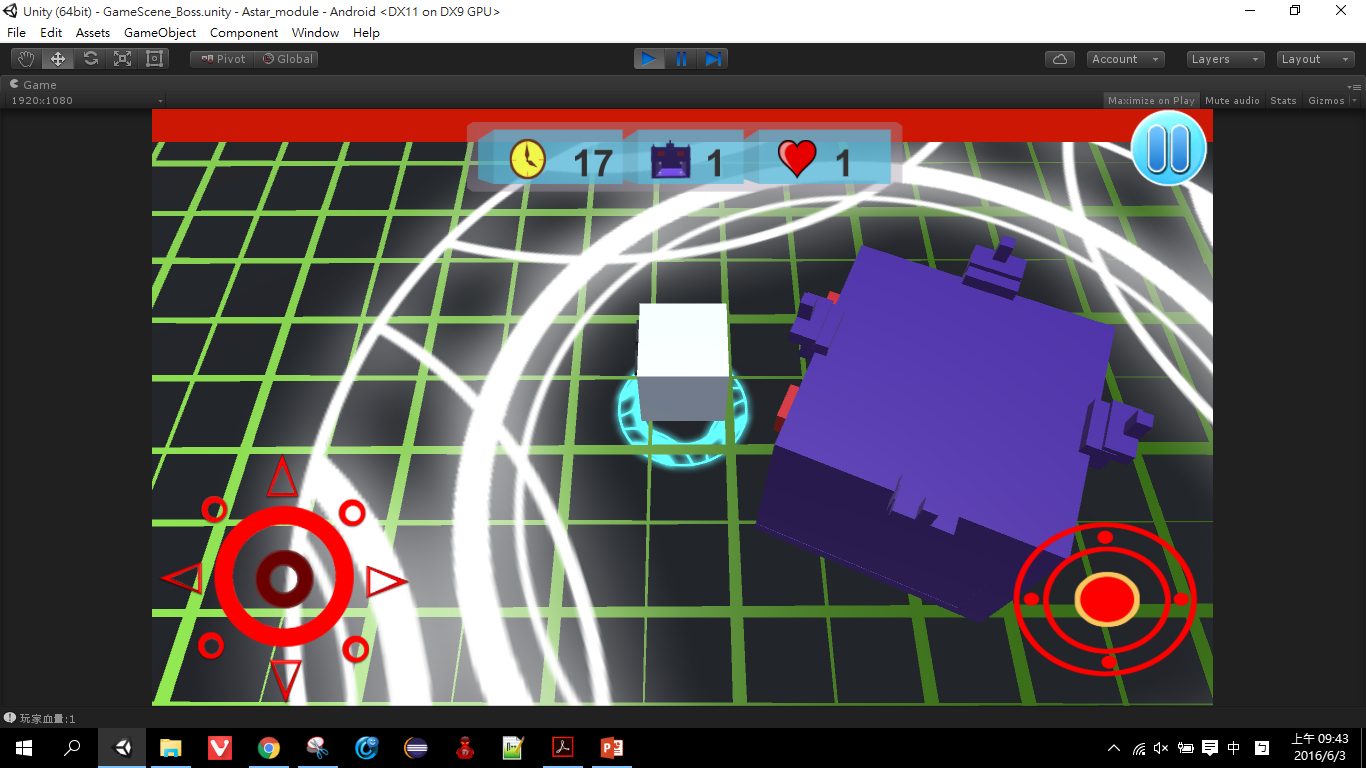 Unity (64bit) - GameScene_Boss.unity - Astar_module - Android <DX11 on DX9 GPU>
File Edit Assets GameObject Component Window Help
Pivot Global Account Layers Layout
Game
1920x1080 Maximize on Play Mute audio Stats Gizmos
17 1 1
玩家血量:1
中
上午 09:43
2016/6/3